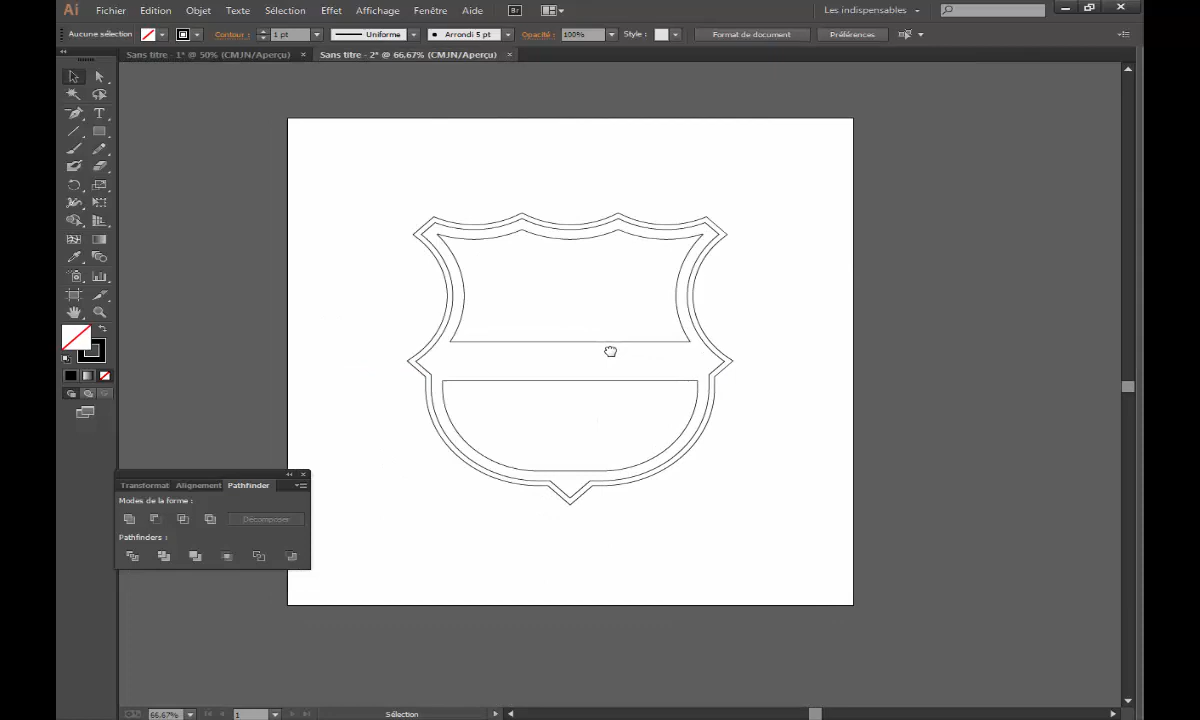 Ai Fichier Edition Objet Texte Sélection Effet Affichage Fenêtre Aide Br Les indispensables
Aucune sélection Contour : 1 pt Uniforme Arrondi 5 pt Opacité : 100% Style : Format de document Préférences
Sans titre - 1* @ 50% (CMJN/Aperçu) × Sans titre - 2* @ 66,67% (CMJN/Aperçu) ×
T
Transformat Alignement Pathfinder
Modes de la forme :
Décomposer
Pathfinders :
66,67% 1 Sélection